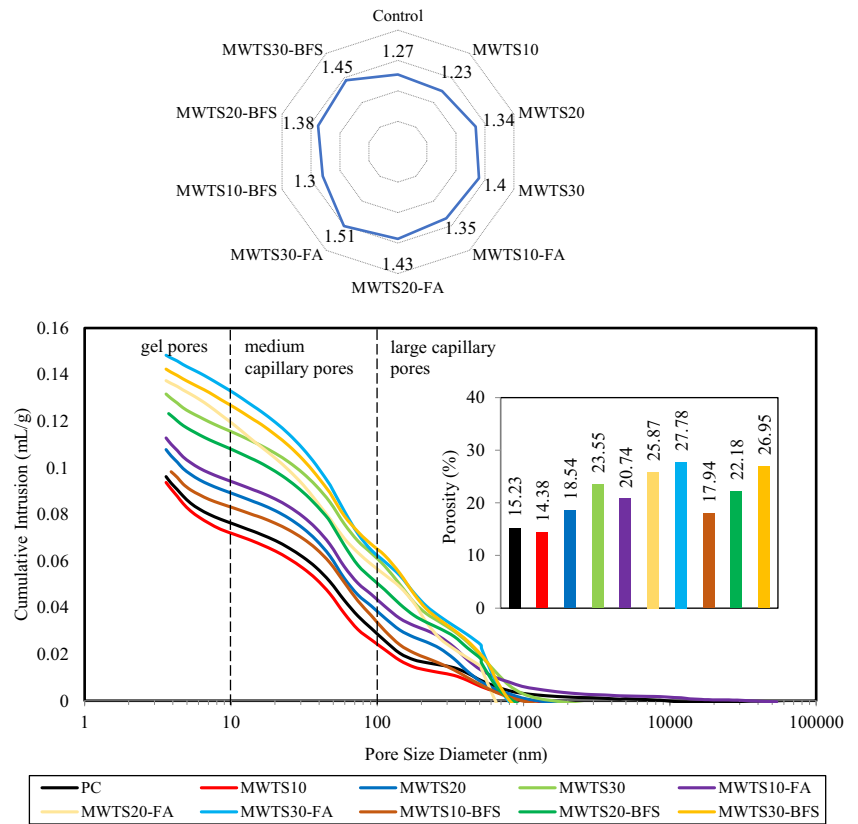 Control
MWTS30-BFS
MWTS10
1.27
1.45
1.23
MWTS20-BFS
MWTS20
1.38
1.34
MWTS10-BFS
MWTS30
1.3
1.4
1.51
1.35
MWTS30-FA
MWTS10-FA
1.43
MWTS20-FA
0.16
0.14
0.12
0.1
0.08
0.06
0.04
0.02
0
Cumulative Intrusion (mL/g)
gel pores
medium
capillary pores
large capillary
pores
40
30
20
10
0
Porosity (%)
15.23
14.38
18.54
23.55
20.74
25.87
27.78
17.94
22.18
26.95
1 10 100 1000 10000 100000
Pore Size Diameter (nm)
PC MWTS10 MWTS20 MWTS30 MWTS10-FA
MWTS20-FA MWTS30-FA MWTS10-BFS MWTS20-BFS MWTS30-BFS